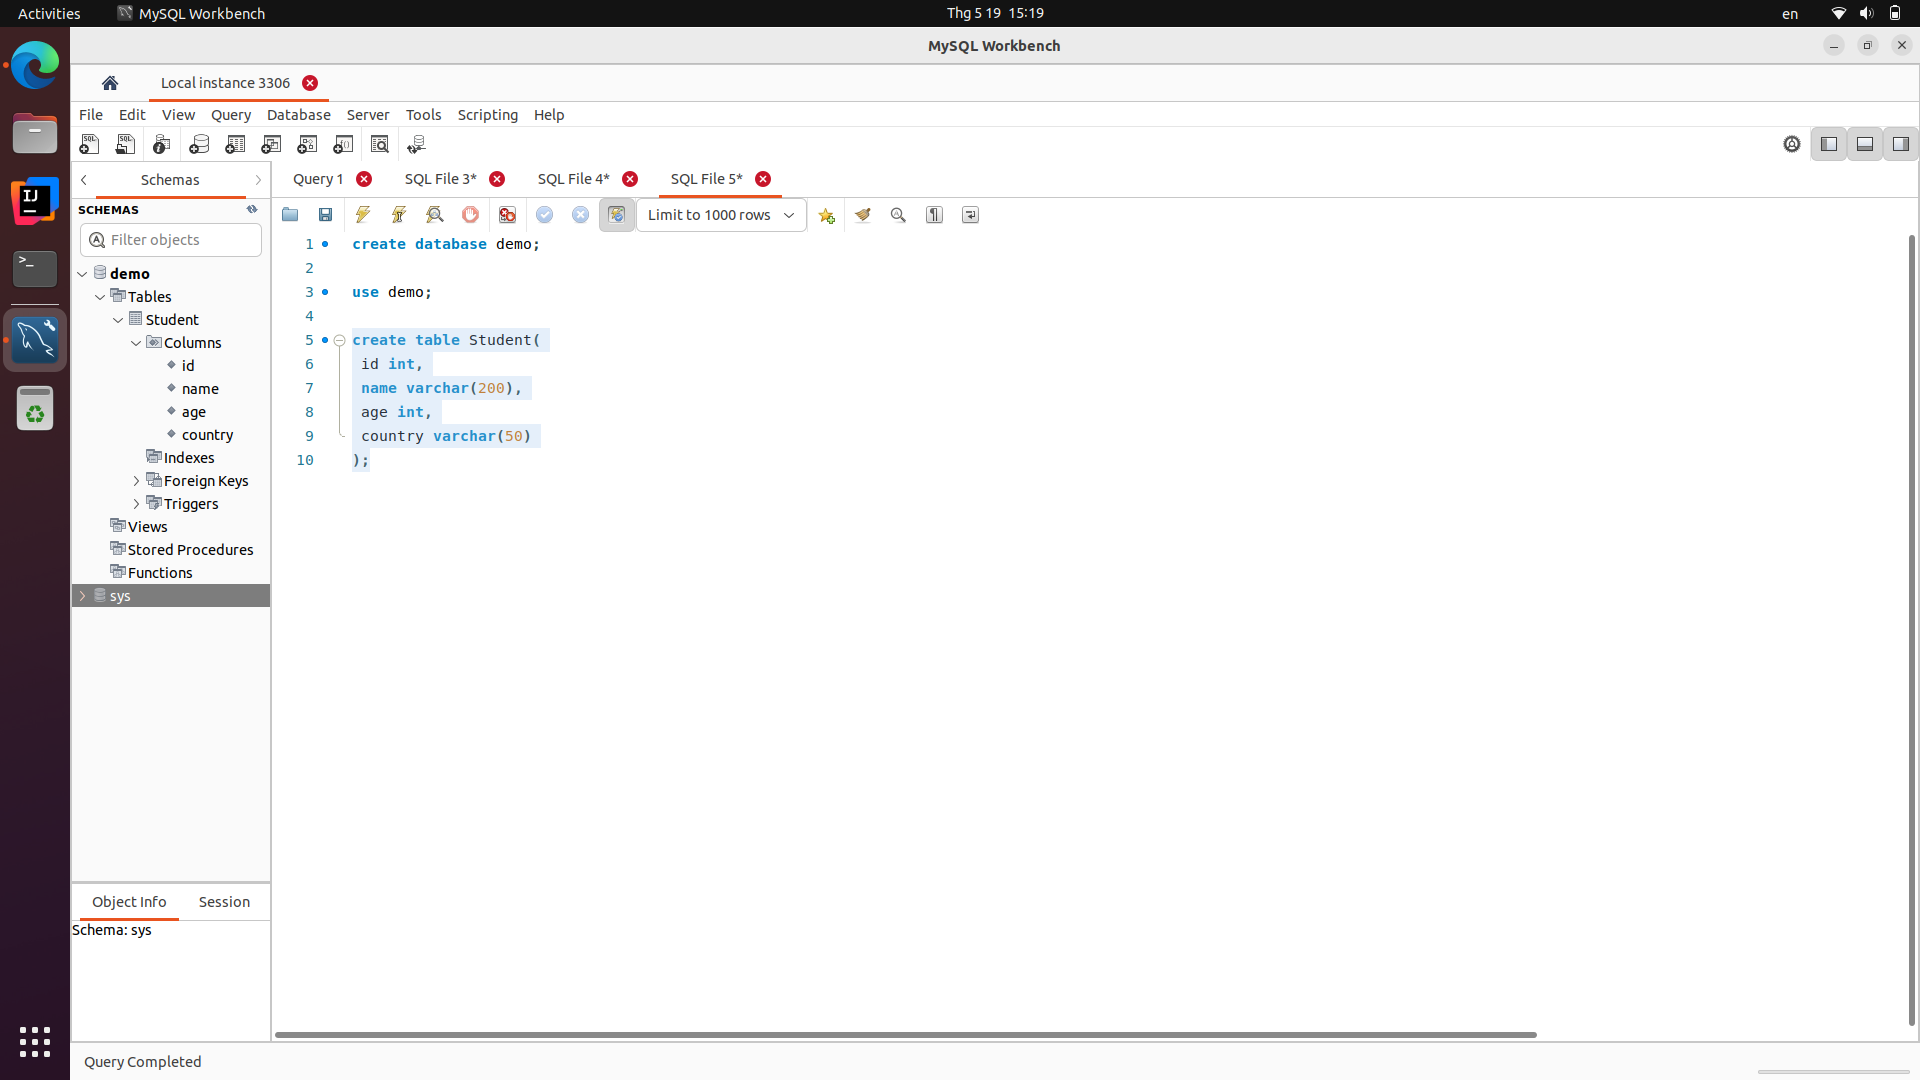 Activities MySQL Workbench Thg 5 19 15:19 en
MySQL Workbench
Local instance 3306
File Edit View Query Database Server Tools Scripting Help
Schemas Query 1 SQL File 3* SQL File 4* SQL File 5*
SCHEMAS
Limit to 1000 rows
Filter objects
demo
Tables
Student
Columns
id
name
age
country
Indexes
Foreign Keys
Triggers
Views
Stored Procedures
Functions
sys
1 create database demo;
2
3 use demo;
4
5 create table Student(
6 id int,
7 name varchar(200),
8 age int,
9 country varchar(50)
10 );
Object Info Session
Schema: sys
Query Completed